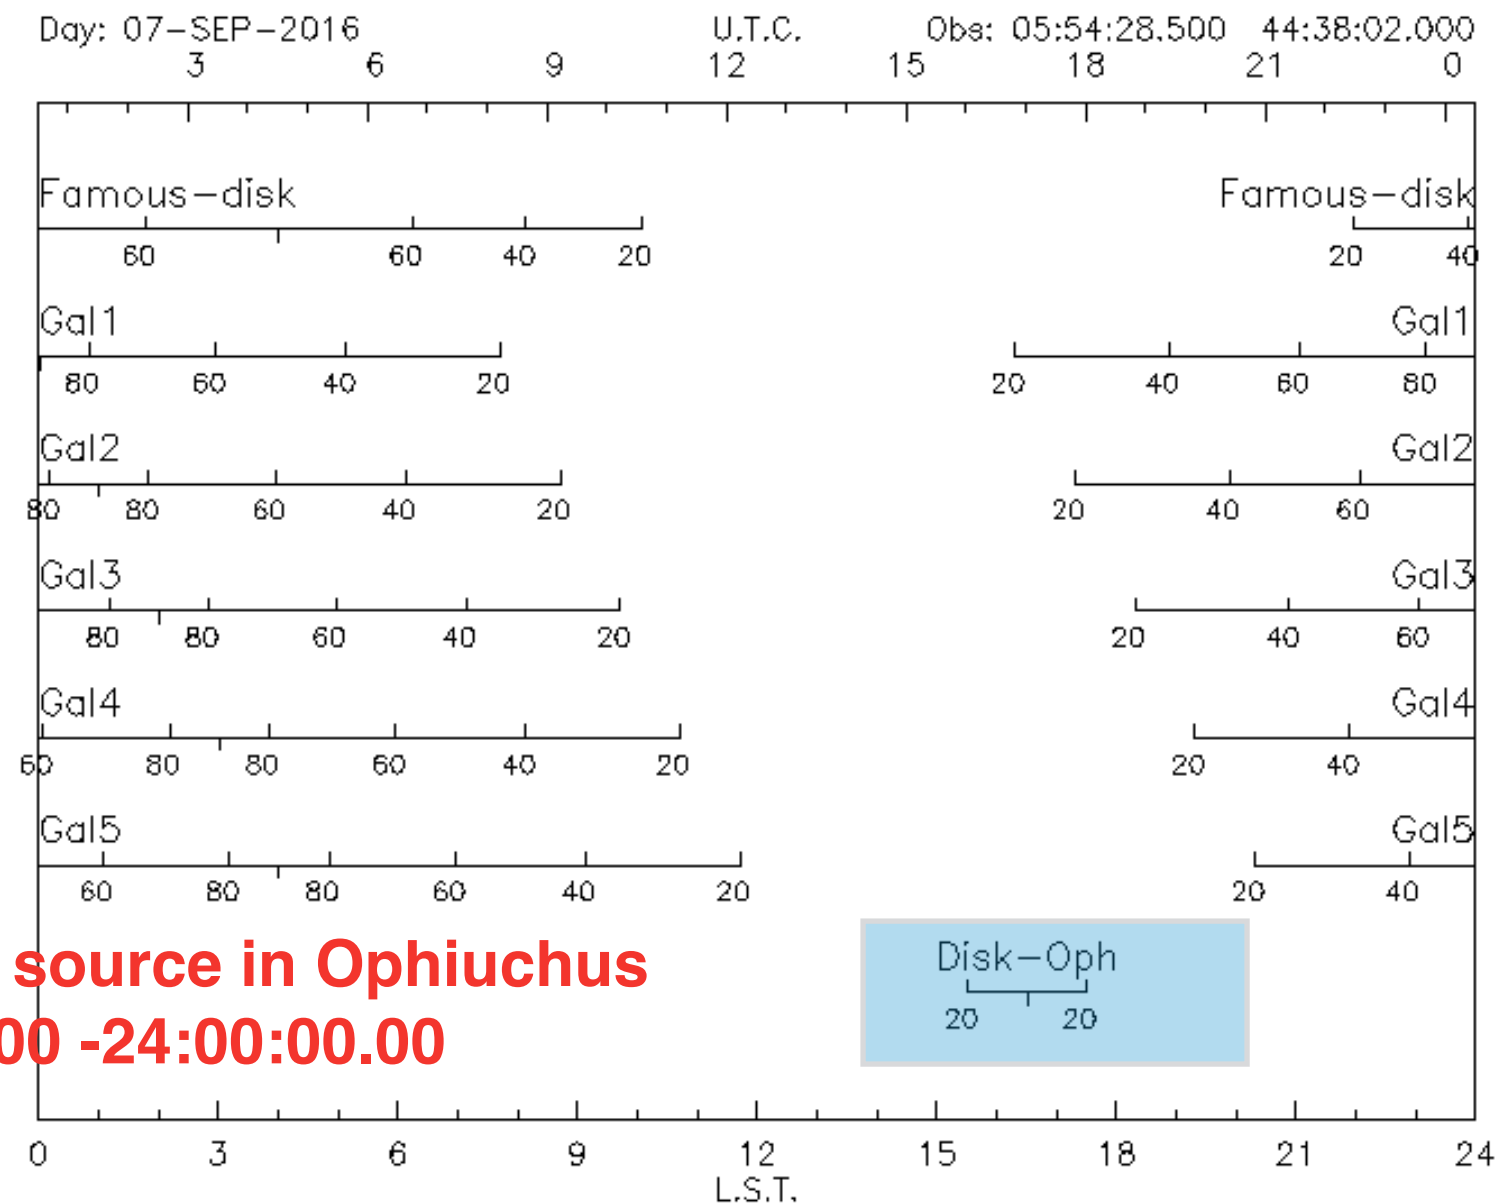 Day: 07-SEP-2016 U.T.C. Obs: 05:54:28.500 44:38:02.000
3 6 9 12 15 18 21 0
Famous-disk Famous-disk
60 60 40 20 20 40
Gal1 Gal1
80 60 40 20 20 40 60 80
Gal2 Gal2
80 80 60 40 20 20 40 60
Gal3 Gal3
80 80 60 40 20 20 40 60
Gal4 Gal4
60 80 80 60 40 20 20 40
Gal5 Gal5
60 80 80 60 40 20 20 40
source in Ophiuchus
Disk-Oph
00 -24:00:00.00
20 20
0 3 6 9 12 15 18 21 24
L.S.T.